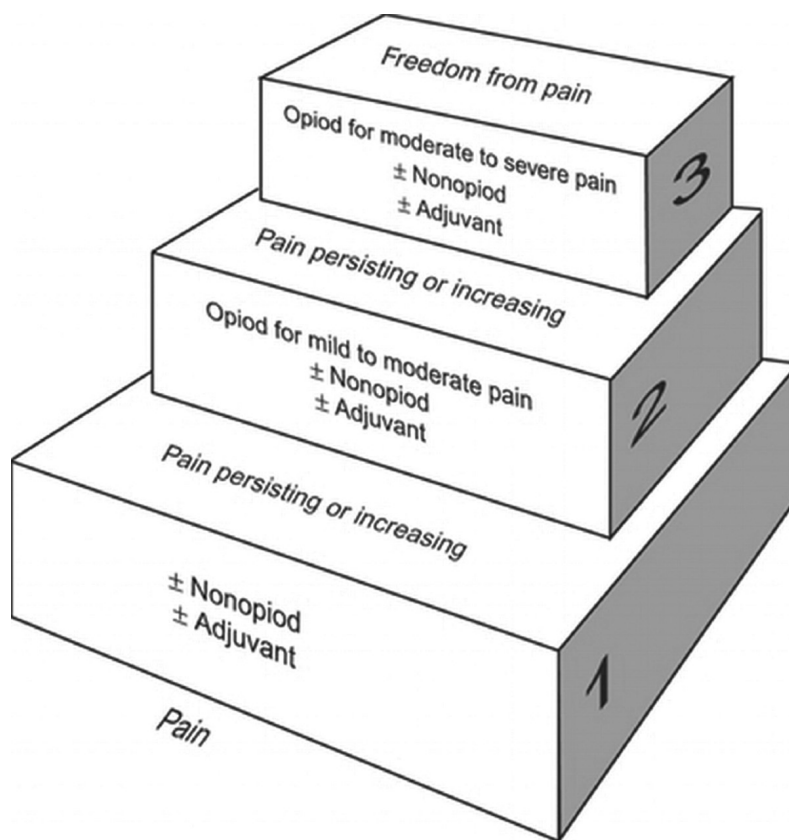 Freedom from pain
Opiod for moderate to severe pain
± Nonopiod
± Adjuvant
3
Pain persisting or increasing
Opiod for mild to moderate pain
± Nonopiod
± Adjuvant
2
Pain persisting or increasing
± Nonopiod
± Adjuvant
1
Pain